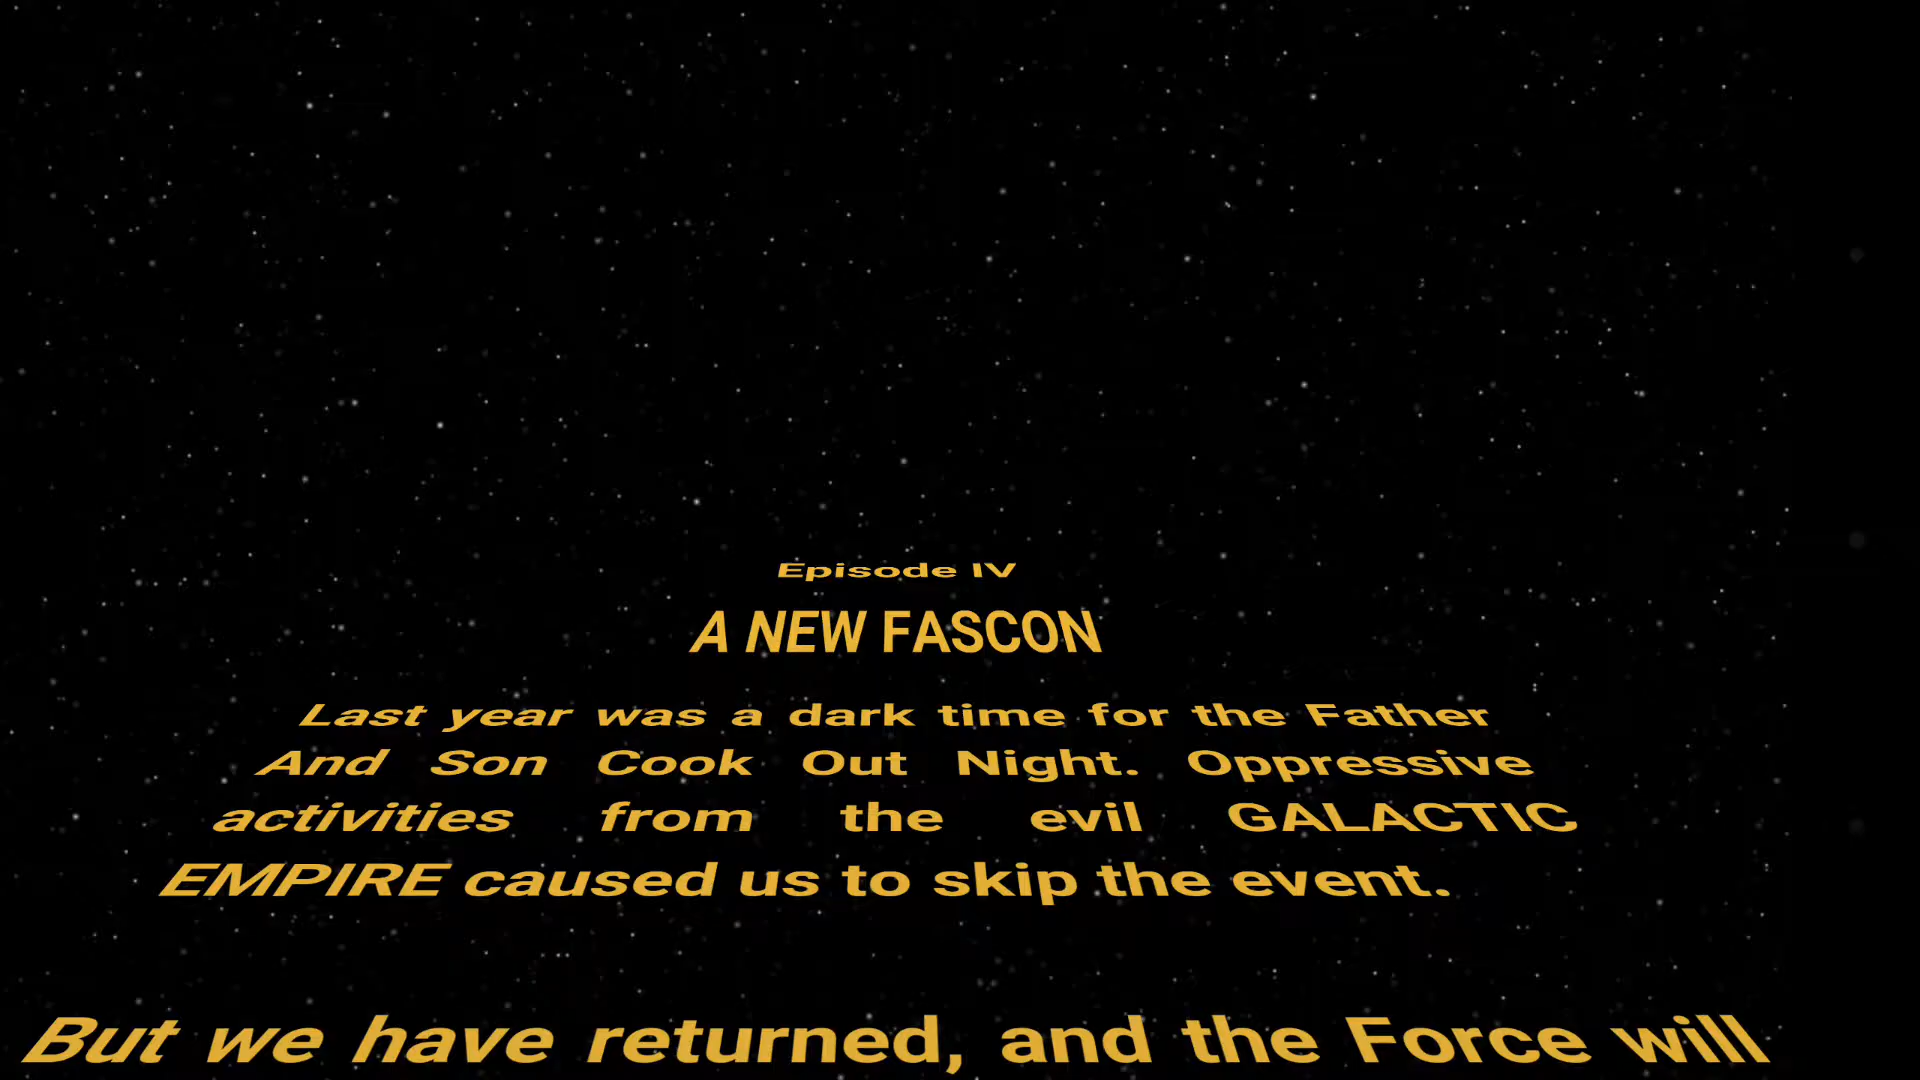 Episode IV
A NEW FASCON
Last year was a dark time for the Father
And Son Cook Out Night. Oppressive
activities from the evil GALACTIC
EMPIRE caused us to skip the event.
But we have returned, and the Force will